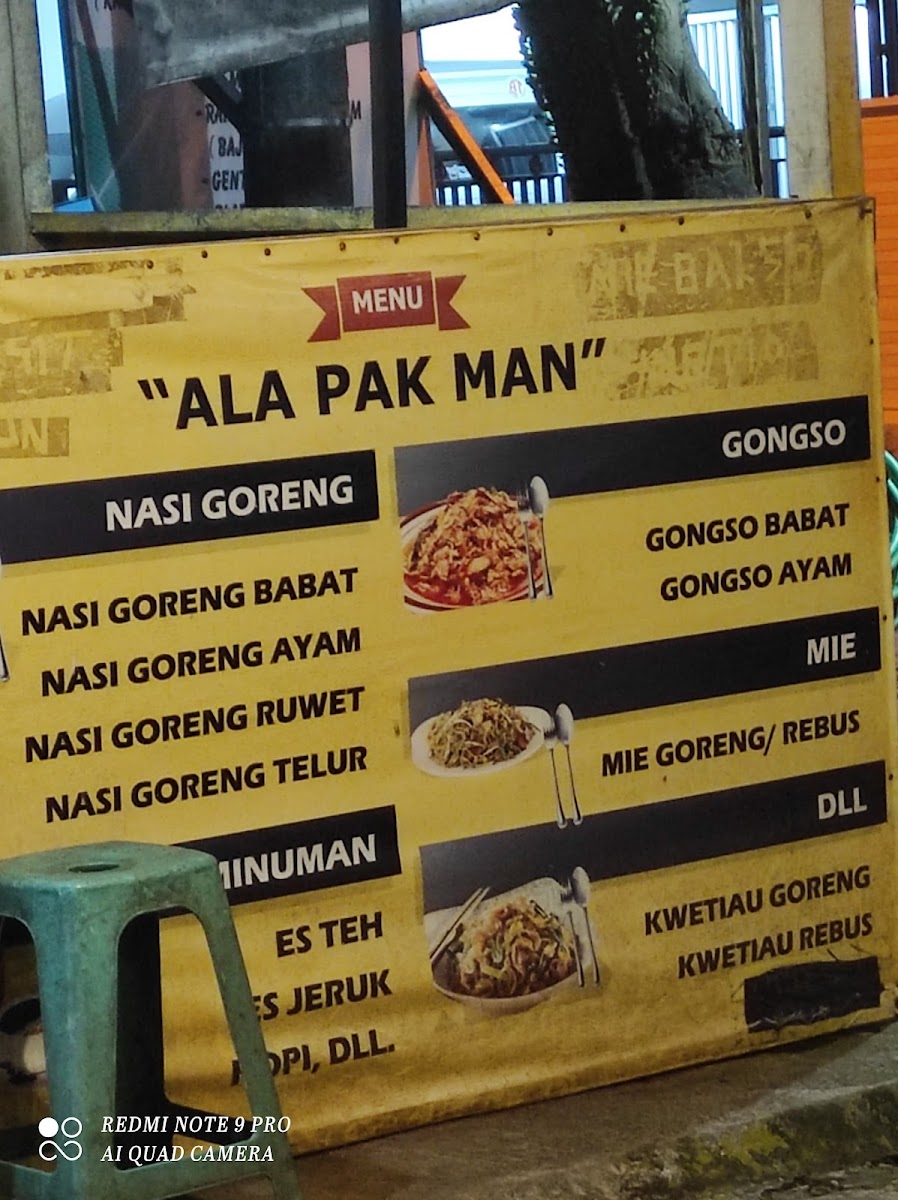 MENU
"ALA PAK MAN"
NASI GORENG
NASI GORENG BABAT
NASI GORENG AYAM
NASI GORENG RUWET
NASI GORENG TELUR
MINUMAN
ES TEH
ES JERUK
KOPI, DLL.
GONGSO
GONGSO BABAT
GONGSO AYAM
MIE
MIE GORENG/ REBUS
DLL
KWETIAU GORENG
KWETIAU REBUS
REDMI NOTE 9 PRO
AI QUAD CAMERA